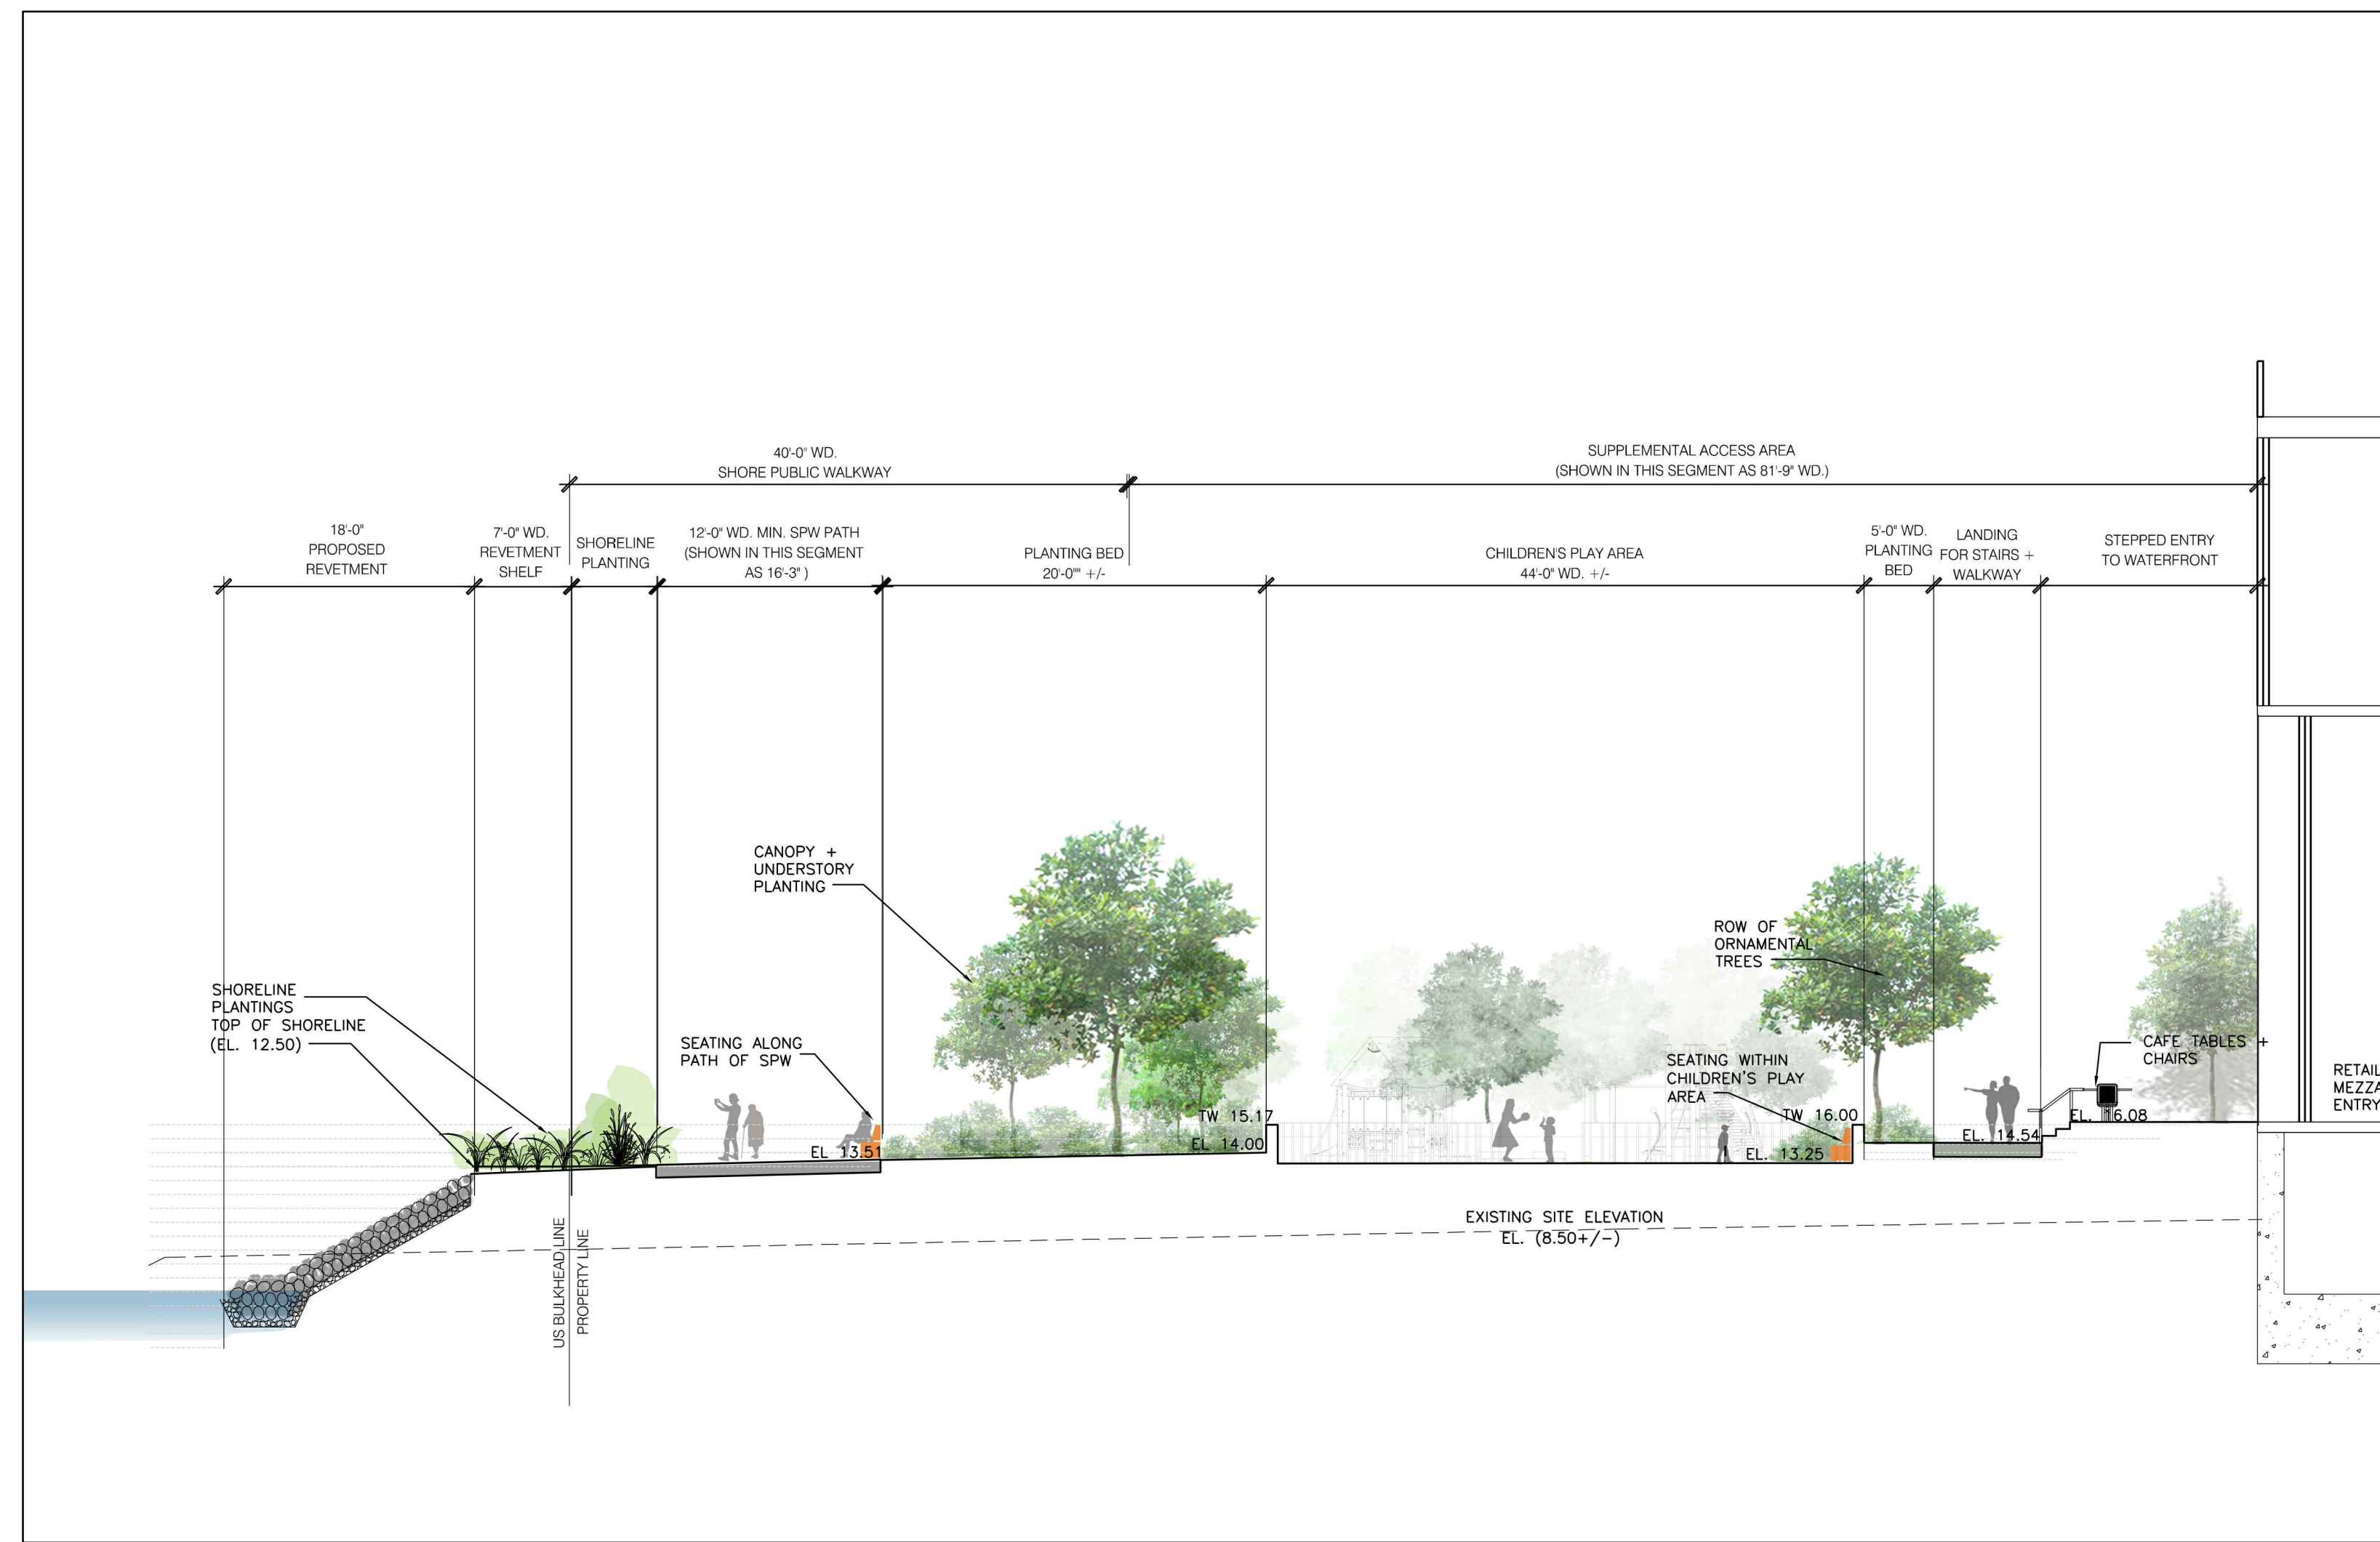 40'-0" WD.
SHORE PUBLIC WALKWAY
SUPPLEMENTAL ACCESS AREA
(SHOWN IN THIS SEGMENT AS 81'-9" WD.)
18'-0"
PROPOSED
REVETMENT
7'-0" WD.
REVETMENT
SHELF
SHORELINE
PLANTING
12'-0" WD. MIN. SPW PATH
(SHOWN IN THIS SEGMENT
AS 16'-3" )
PLANTING BED
20'-0"" +/-
CHILDREN'S PLAY AREA
44'-0" WD. +/-
5'-0" WD.
PLANTING
BED
LANDING
FOR STAIRS +
WALKWAY
STEPPED ENTRY
TO WATERFRONT
CANOPY +
UNDERSTORY
PLANTING
ROW OF
ORNAMENTAL
TREES
SHORELINE
PLANTINGS
TOP OF SHORELINE
(EL. 12.50)
SEATING ALONG
PATH OF SPW
SEATING WITHIN
CHILDREN'S PLAY
AREA
CAFE TABLES +
CHAIRS
RETAIL
MEZZA
ENTRY
TW 15.17
EL 14.00
EL 13.51
TW 16.00
EL. 13.25
EL. 14.54
EL. 16.08
EXISTING SITE ELEVATION
EL. (8.50+/-)
US BULKHEAD LINE
PROPERTY LINE